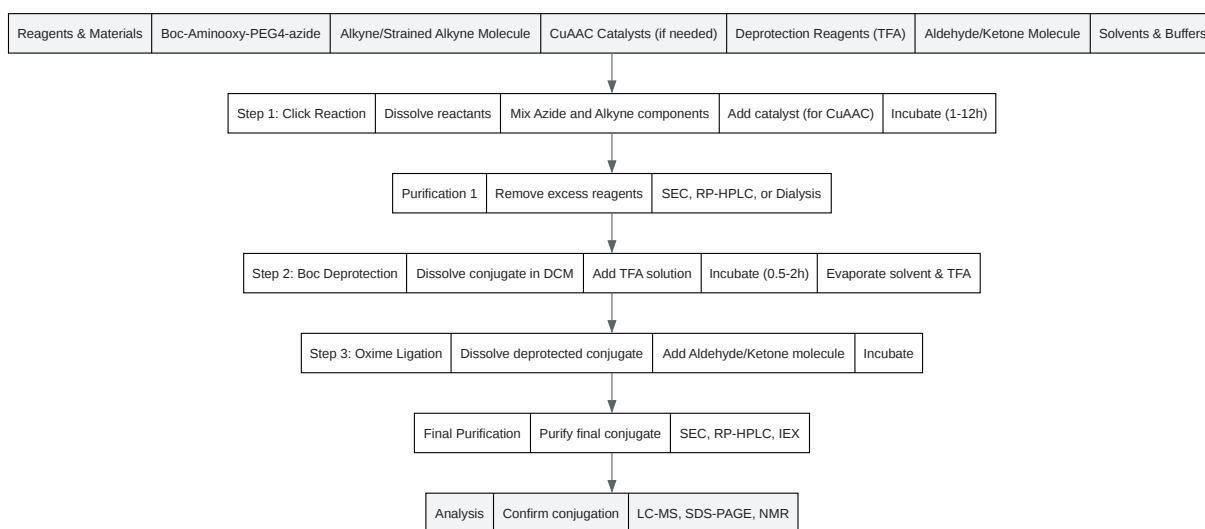 Reagents & Materials
Boc-Aminooxy-PEG4-azide
Alkyne/Strained Alkyne Molecule
CuAAC Catalysts (if needed)
Deprotection Reagents (TFA)
Aldehyde/Ketone Molecule
Solvents & Buffers
Step 1: Click Reaction
Dissolve reactants
Mix Azide and Alkyne components
Add catalyst (for CuAAC)
Incubate (1-12h)
Purification 1
Remove excess reagents
SEC, RP-HPLC, or Dialysis
Step 2: Boc Deprotection
Dissolve conjugate in DCM
Add TFA solution
Incubate (0.5-2h)
Evaporate solvent & TFA
Step 3: Oxime Ligation
Dissolve deprotected conjugate
Add Aldehyde/Ketone molecule
Incubate
Final Purification
Purify final conjugate
SEC, RP-HPLC, IEX
Analysis
Confirm conjugation
LC-MS, SDS-PAGE, NMR